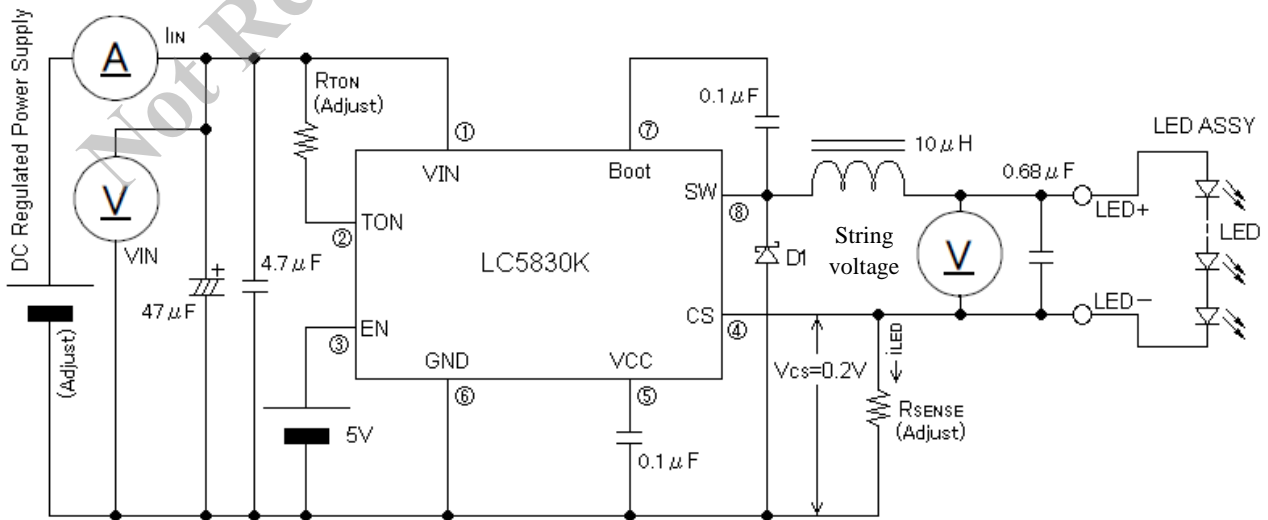 DC Regulated Power Supply
A
IIN
V
VIN
(Adjust)
47μF
+
4.7μF
RTON
(Adjust)
①
②
③
④
⑤
⑥
⑦
⑧
VIN
Boot
SW
TON
LC5830K
EN
CS
GND
VCC
5V
0.1μF
0.1μF
10μH
D1
String
voltage
V
0.68μF
LED ASSY
LED+
LED
LED−
Vcs=0.2V
iLED
RSENSE
(Adjust)